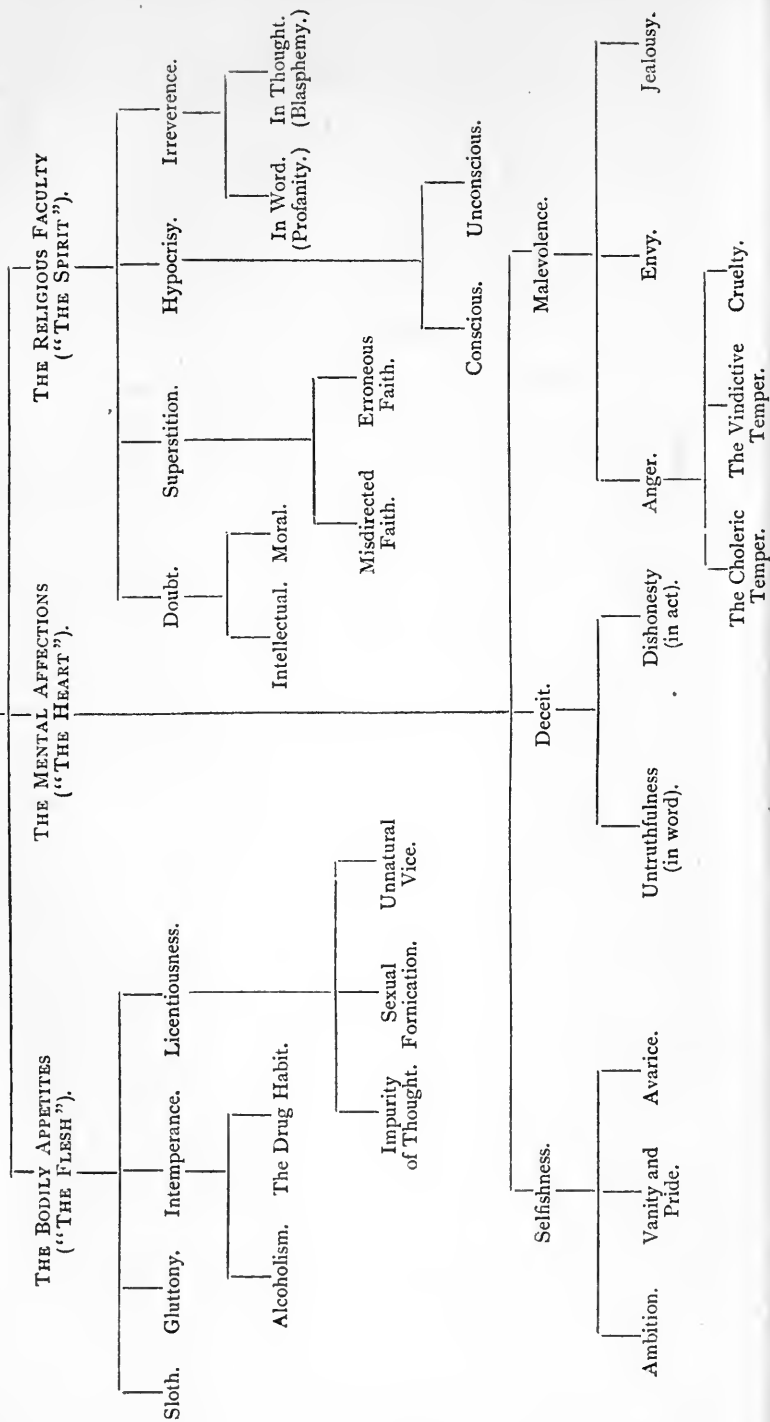 THE BODILY APPETITES
("THE FLESH").
THE MENTAL AFFECTIONS
("THE HEART").
THE RELIGIOUS FACULTY
("THE SPIRIT").
Sloth.
Gluttony.
Intemperance.
Licentiousness.
Doubt.
Superstition.
Hypocrisy.
Irreverence.
Alcoholism.
The Drug Habit.
Intellectual.
Moral.
In Word.
(Profanity.)
In Thought.
(Blasphemy.)
Impurity
of Thought.
Sexual
Fornication.
Unnatural
Vice.
Misdirected
Faith.
Erroneous
Faith.
Conscious.
Unconscious.
Selfishness.
Deceit.
Malevolence.
Ambition.
Vanity and
Pride.
Avarice.
Untruthfulness
(in word).
Dishonesty
(in act).
Anger.
Envy.
Jealousy.
The Choleric
Temper.
The Vindictive
Temper.
Cruelty.